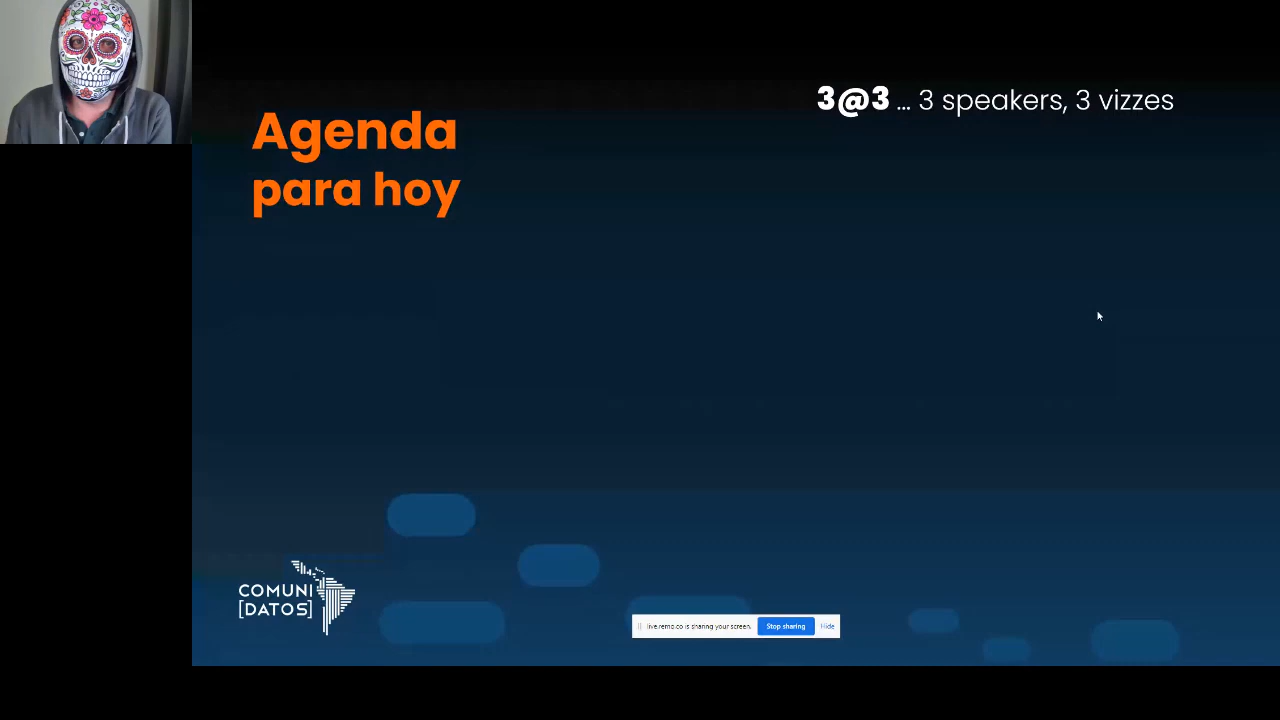 3@3 ... 3 speakers, 3 vizzes
Agenda
para hoy
COMUNI
[DATOS]
live.remo.co is sharing your screen.
Stop sharing
Hide